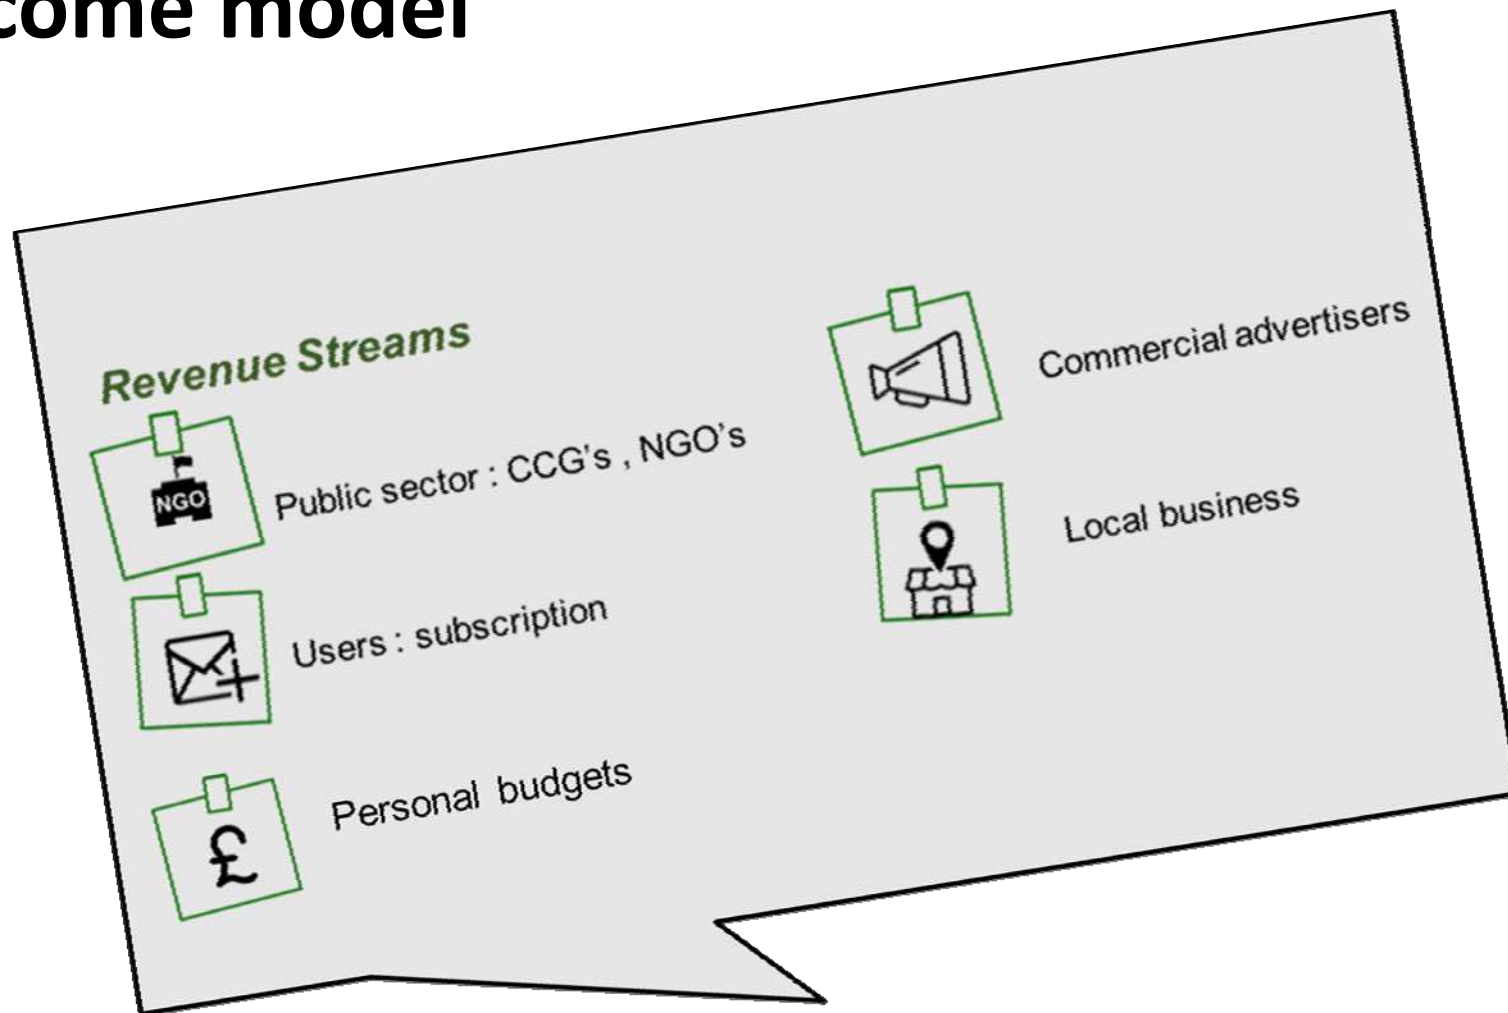 come model
Revenue Streams
NGO
Public sector : CCG's , NGO's
Users : subscription
£
Personal budgets
Commercial advertisers
Local business